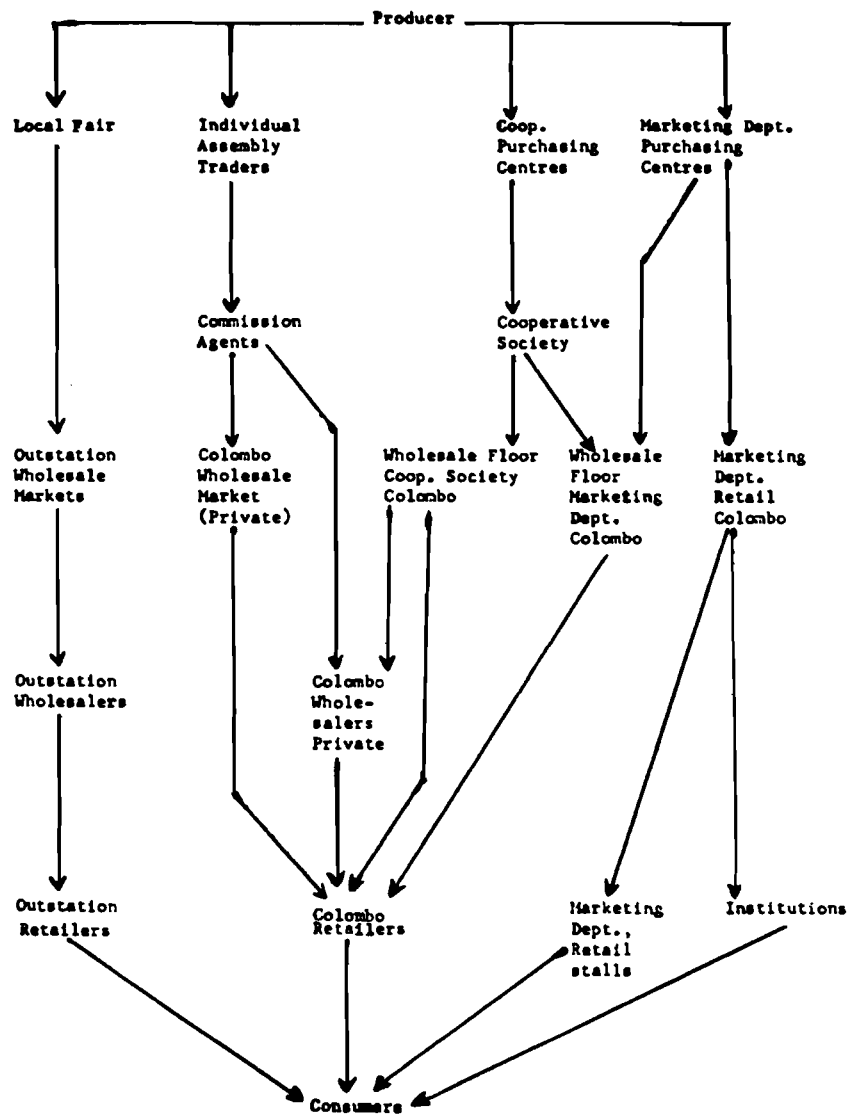 Producer
Local Fair
Individual
Assembly
Traders
Coop.
Purchasing
Centres
Marketing Dept.
Purchasing
Centres
Commission
Agents
Cooperative
Society
Outstation
Wholesale
Markets
Colombo
Wholesale
Market
(Private)
Wholesale Floor
Coop. Society
Colombo
Wholesale
Floor
Marketing
Dept.
Colombo
Marketing
Dept.
Retail
Colombo
Outstation
Wholesalers
Colombo
Whole-
salers
Private
Outstation
Retailers
Colombo
Retailers
Marketing
Dept.,
Retail
stalls
Institutions
Consumers